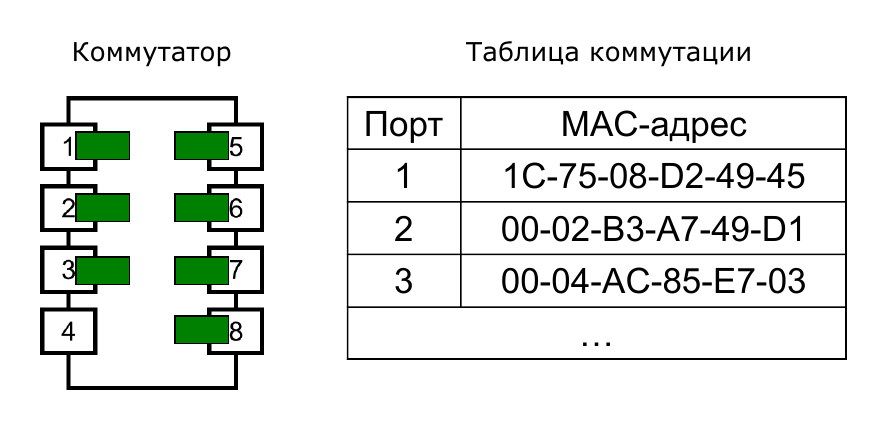 Коммутатор
1 5
2 6
3 7
4 8
Таблица коммутации
Порт MAC-адрес
1 1C-75-08-D2-49-45
2 00-02-B3-A7-49-D1
3 00-04-AC-85-E7-03
...